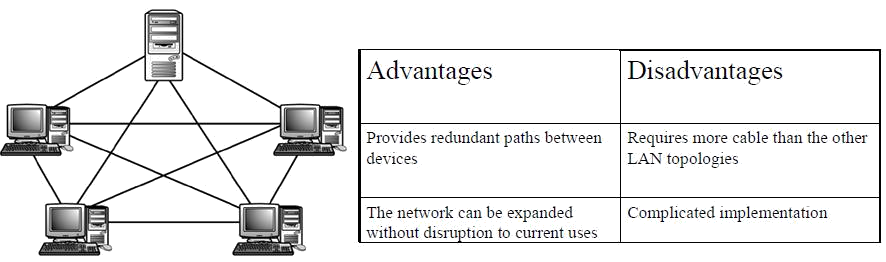 Advantages
Disadvantages
Provides redundant paths between
devices
Requires more cable than the other
LAN topologies
The network can be expanded
without disruption to current uses
Complicated implementation